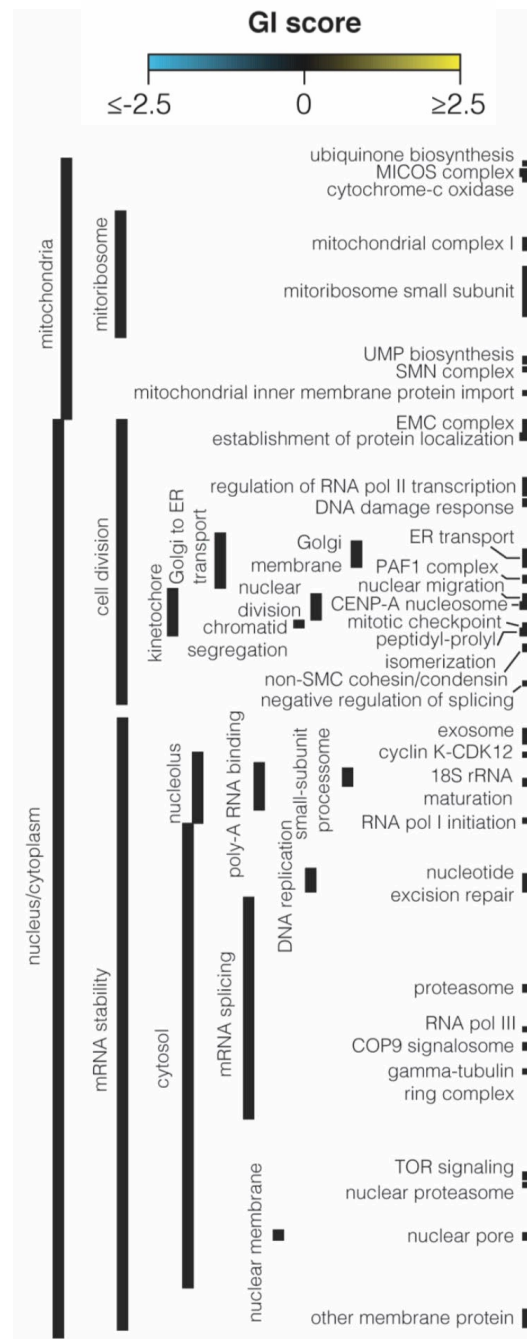 GI score
≤-2.5
0
≥2.5
ubiquinone biosynthesis
MICOS complex
cytochrome-c oxidase
mitochondria
mitoribosome
mitochondrial complex I
mitoribosome small subunit
UMP biosynthesis
SMN complex
mitochondrial inner membrane protein import
EMC complex
establishment of protein localization
cell division
regulation of RNA pol II transcription
DNA damage response
kinetochore
Golgi to ER
transport
Golgi
membrane
ER transport
PAF1 complex
nuclear
division
nuclear migration
CENP-A nucleosome
chromatid
segregation
mitotic checkpoint
peptidyl-prolyl
isomerization
non-SMC cohesin/condensin
negative regulation of splicing
nucleus/cytoplasm
mRNA stability
nucleolus
poly-A RNA binding
small-subunit
processome
exosome
cyclin K-CDK12
18S rRNA
maturation
RNA pol I initiation
cytosol
DNA replication
nucleotide
excision repair
mRNA splicing
proteasome
RNA pol III
COP9 signalosome
gamma-tubulin
ring complex
nuclear membrane
TOR signaling
nuclear proteasome
nuclear pore
other membrane protein